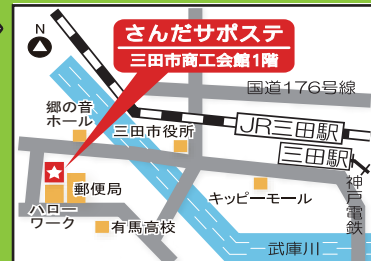 N
さんだサポステ
三田市商工会館1階
国道176号線
郷の音
ホール
三田市役所
JR三田駅
三田駅
神戸電鉄
郵便局
キッピーモール
ハロー
ワーク
有馬高校
武庫川